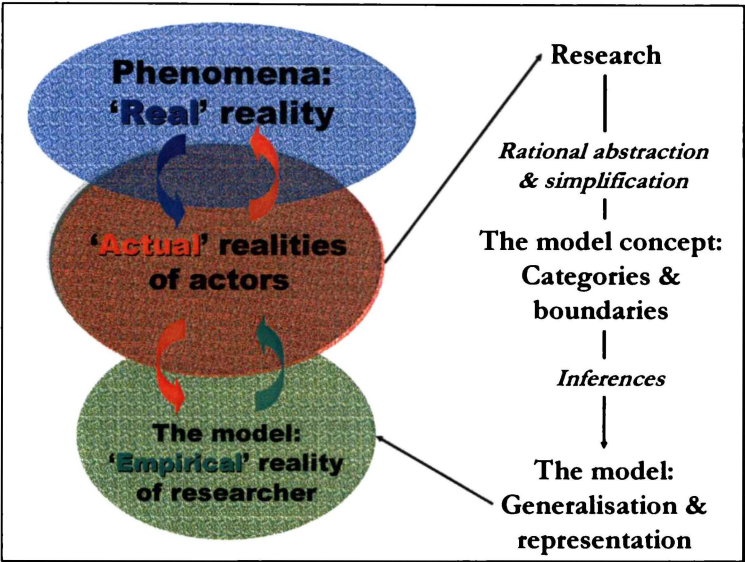 Phenomena:
‘Real’ reality
‘Actual’ realities
of actors
The model:
‘Empirical’ reality
of researcher
Research
Rational abstraction
& simplification
The model concept:
Categories &
boundaries
Inferences
The model:
Generalisation &
representation